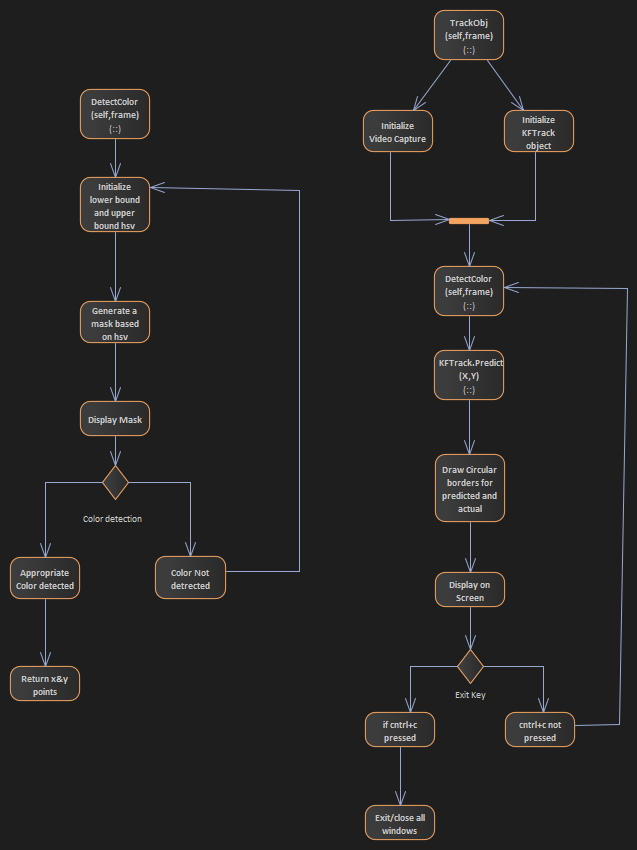 DetectColor
(self,frame)
(::)
Initialize
lower bound
and upper
bound hsv
Generate a
mask based
on hsv
Display Mask
Color detection
Appropriate
Color detected
Color Not
detrected
Return x&y
points
TrackObj
(self,frame)
(::)
Initialize
Video Capture
Initialize
KFTrack
object
DetectColor
(self,frame)
(::)
KFTrack.Predict
(X,Y)
(::)
Draw Circular
borders for
predicted and
actual
Display on
Screen
Exit Key
if cntrl+c
pressed
cntrl+c not
pressed
Exit/close all
windows